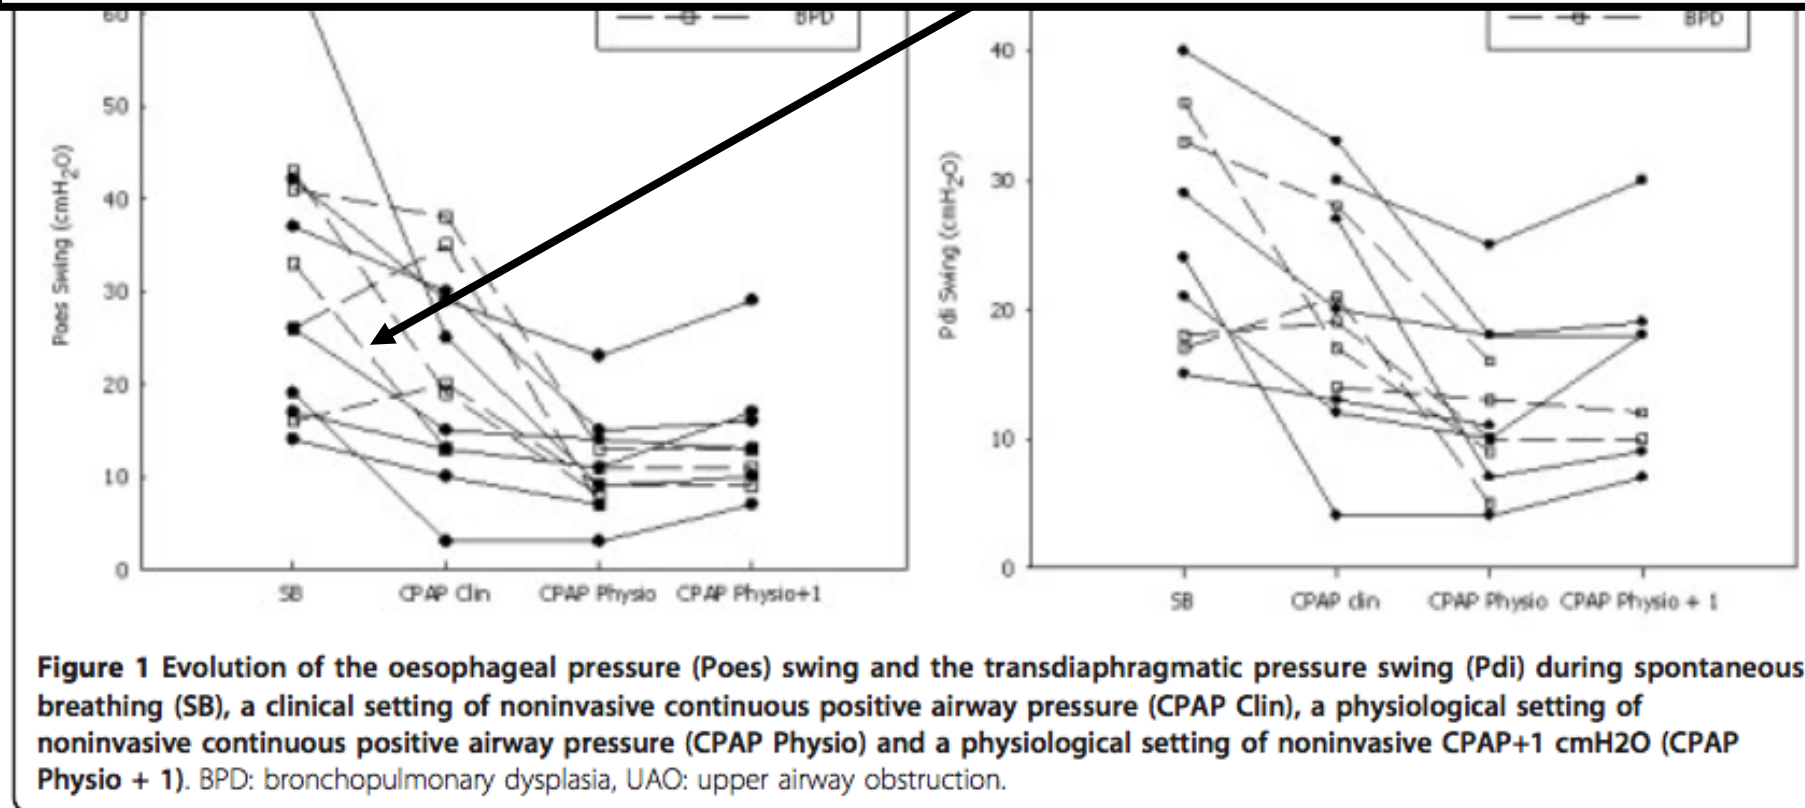 60
BPD
50
40
30
20
10
0
Poes Swing (cmH2O)
SB CPAP Clin CPAP Physio CPAP Physio+1
BPD
40
30
20
10
0
Pdi Swing (cmH2O)
SB CPAP clin CPAP Physio CPAP Physio + 1
Figure 1 Evolution of the oesophageal pressure (Poes) swing and the transdiaphragmatic pressure swing (Pdi) during spontaneous
breathing (SB), a clinical setting of noninvasive continuous positive airway pressure (CPAP Clin), a physiological setting of
noninvasive continuous positive airway pressure (CPAP Physio) and a physiological setting of noninvasive CPAP+1 cmH2O (CPAP
Physio + 1). BPD: bronchopulmonary dysplasia, UAO: upper airway obstruction.